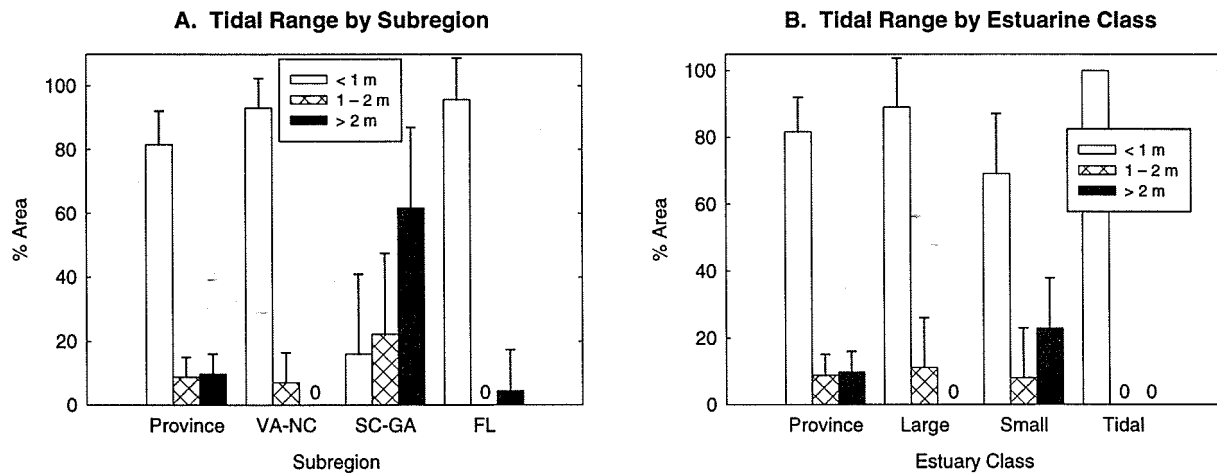 A. Tidal Range by Subregion
% Area
100
80
60
40
20
0
< 1 m
1 – 2 m
> 2 m
0
0
Province VA-NC SC-GA FL
Subregion
B. Tidal Range by Estuarine Class
% Area
100
80
60
40
20
0
< 1 m
1 – 2 m
> 2 m
0
0 0
Province Large Small Tidal
Estuary Class